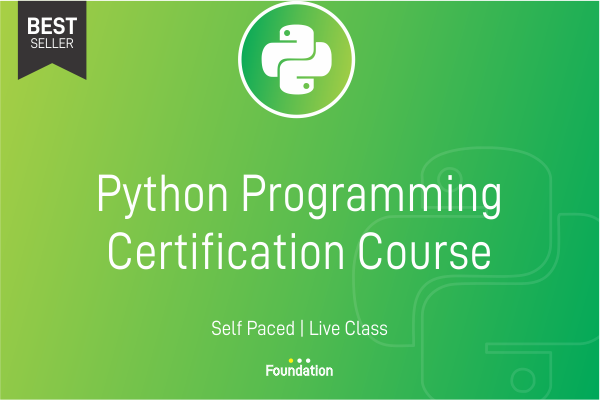 BEST
SELLER
Python Programming
Certification Course
Self Paced | Live Class
Foundation